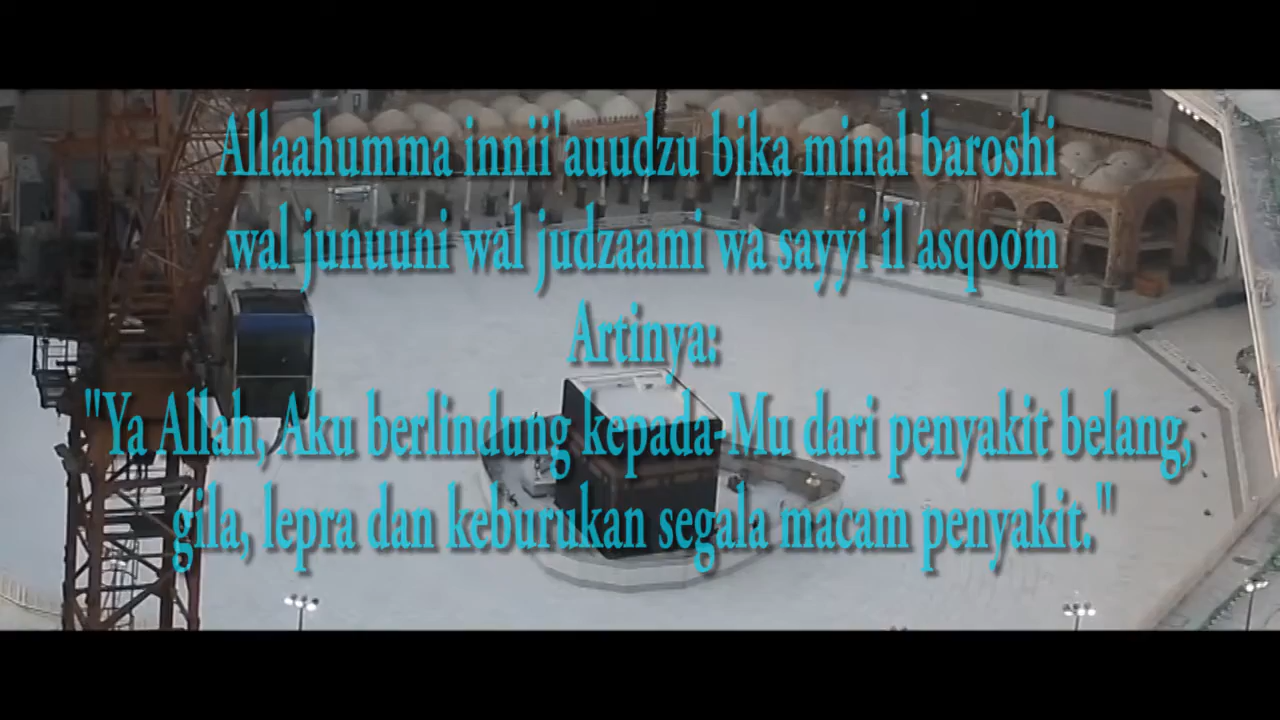 Allaahumma innii'auudzu bika minal baroshi
wal junuuni wal judzaami wa sayyi il asqoom
Artinya:
"Ya Allah, Aku berlindung kepada-Mu dari penyakit belang,
gila, lepra dan keburukan segala macam penyakit."